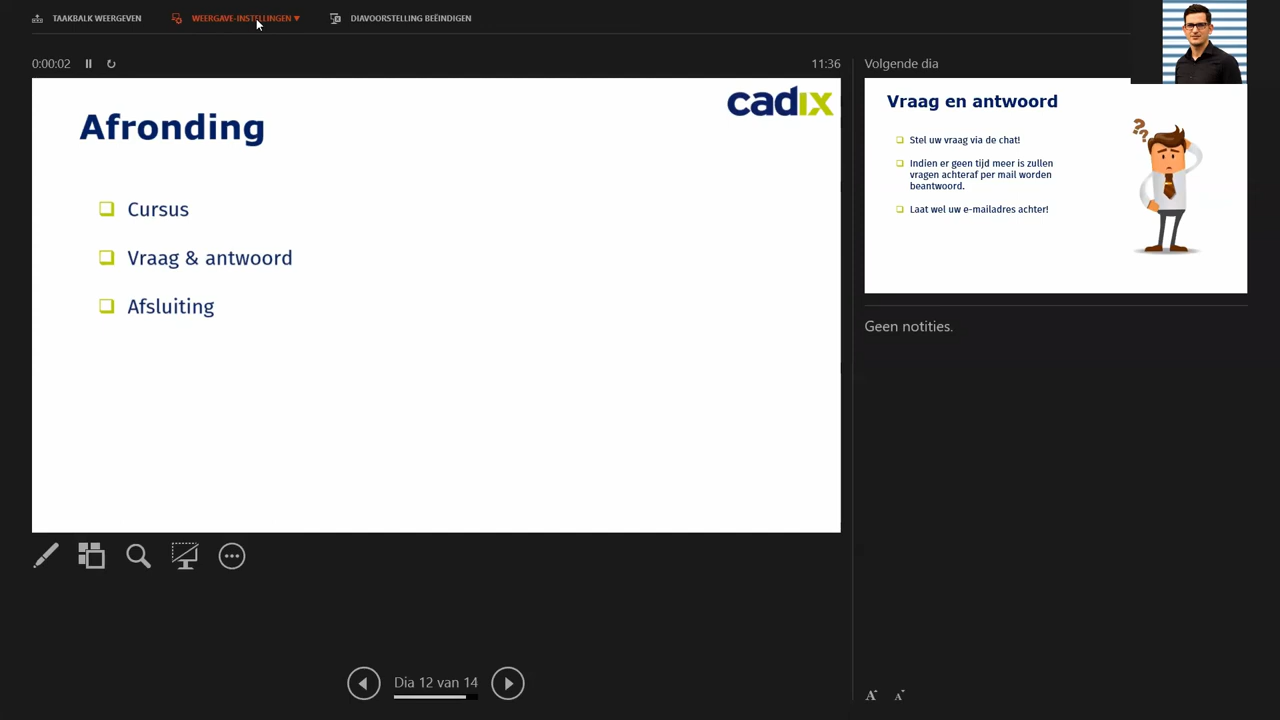 TAAKBALK WEERGEVEN
WEERGAVE-INSTELLINGEN
DIAVOORSTELLING BEËINDIGEN
0:00:02
11:36
cadix
Afronding
Cursus
Vraag & antwoord
Afsluiting
Dia 12 van 14
Volgende dia
Vraag en antwoord
Stel uw vraag via de chat!
Indien er geen tijd meer is zullen
vragen achteraf per mail worden
beantwoord.
Laat wel uw e-mailadres achter!
??
Geen notities.
A A